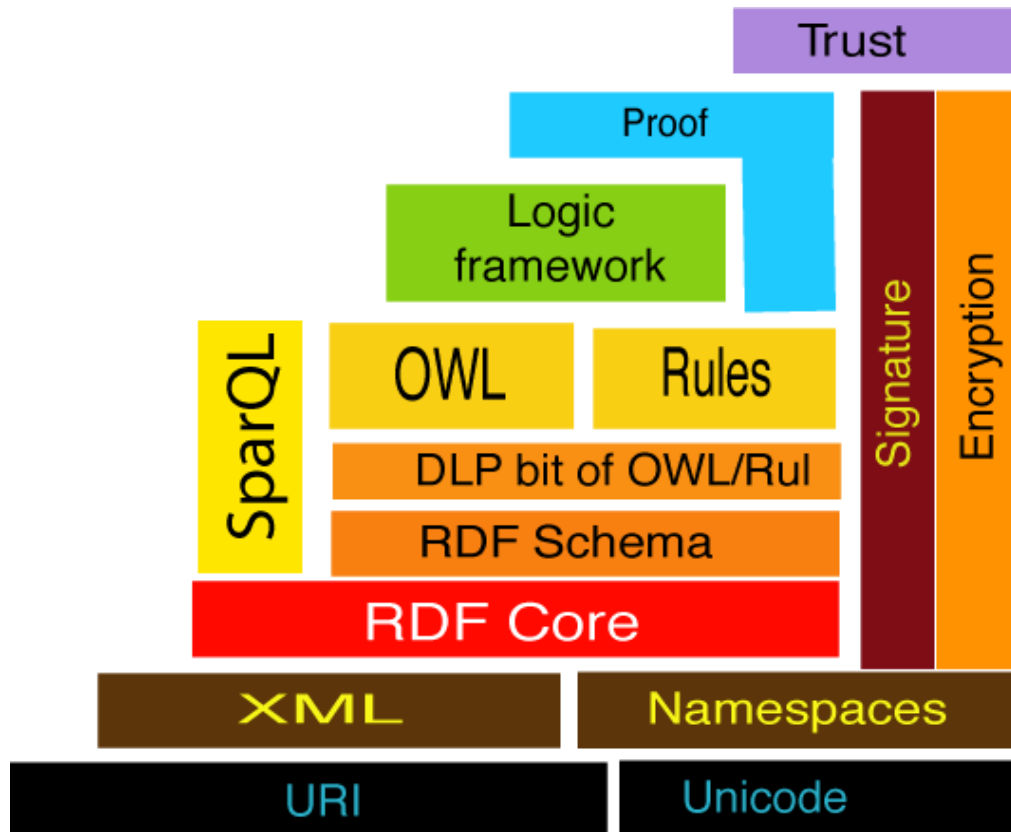 Trust
Proof
Logic
framework
Signature
Encryption
SparQL
OWL
Rules
DLP bit of OWL/Rul
RDF Schema
RDF Core
XML
Namespaces
URI
Unicode